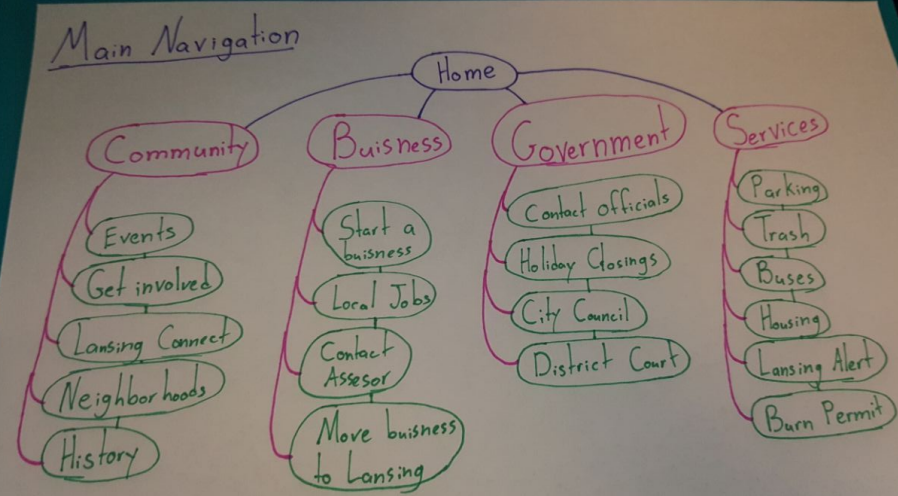 Main Navigation
Home
Community
Buisness
Government
Services
Events
Get involved
Lansing Connect
Neighborhoods
History
Start a
buisness
Local Jobs
Contact
Assesor
Move buisness
to Lansing
Contact officials
Holiday Closings
City Council
District Court
Parking
Trash
Buses
Housing
Lansing Alert
Burn Permit